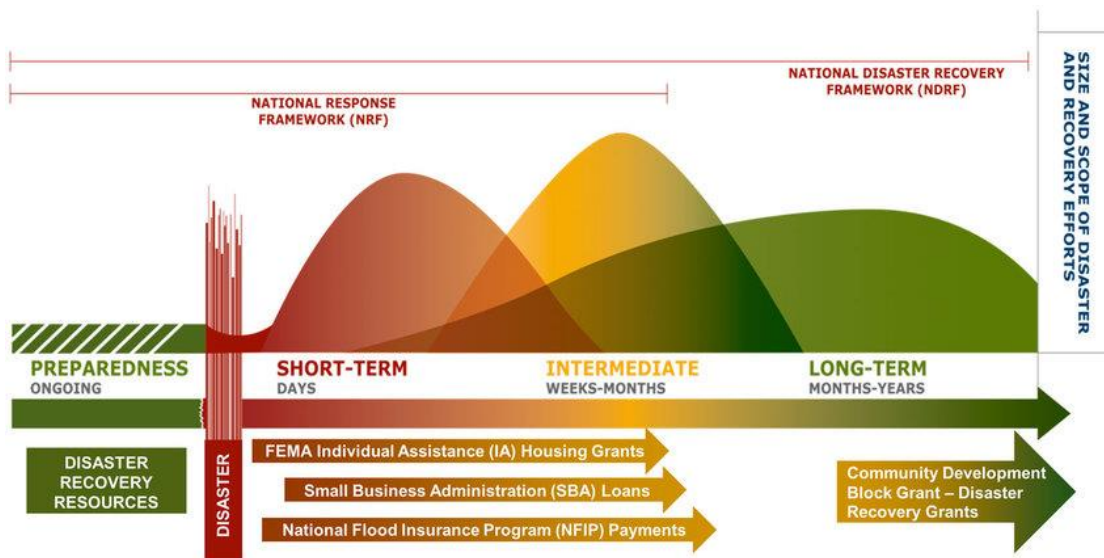 NATIONAL DISASTER RECOVERY
FRAMEWORK (NDRF)
NATIONAL RESPONSE
FRAMEWORK (NRF)
SIZE AND SCOPE OF DISASTER
AND RECOVERY EFFORTS
PREPAREDNESS
ONGOING
SHORT-TERM
DAYS
INTERMEDIATE
WEEKS-MONTHS
LONG-TERM
MONTHS-YEARS
DISASTER
RECOVERY
RESOURCES
DISASTER
FEMA Individual Assistance (IA) Housing Grants
Small Business Administration (SBA) Loans
National Flood Insurance Program (NFIP) Payments
Community Development
Block Grant – Disaster
Recovery Grants